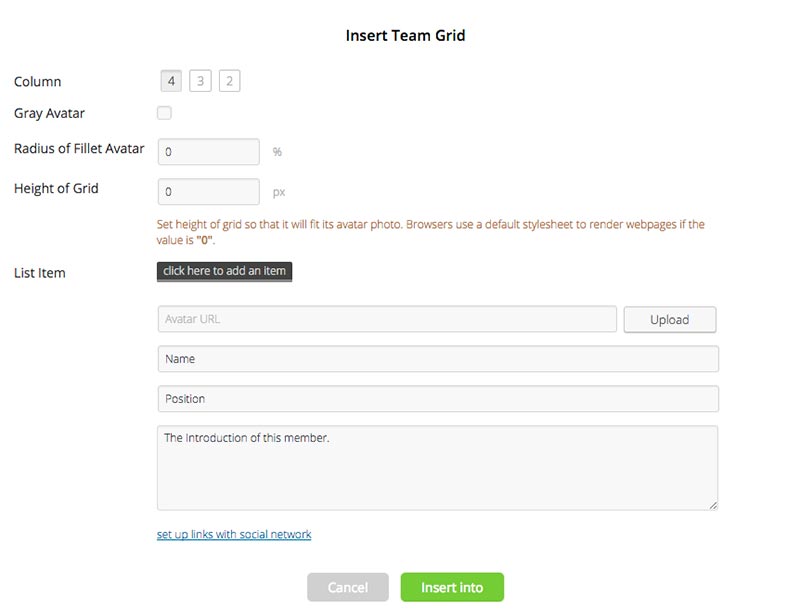 Insert Team Grid
Column 4 3 2
Gray Avatar
Radius of Fillet Avatar 0 %
Height of Grid 0 px
Set height of grid so that it will fit its avatar photo. Browsers use a default stylesheet to render webpages if the
value is "0".
List Item click here to add an item
Avatar URL Upload
Name
Position
The Introduction of this member.
set up links with social network
Cancel Insert into